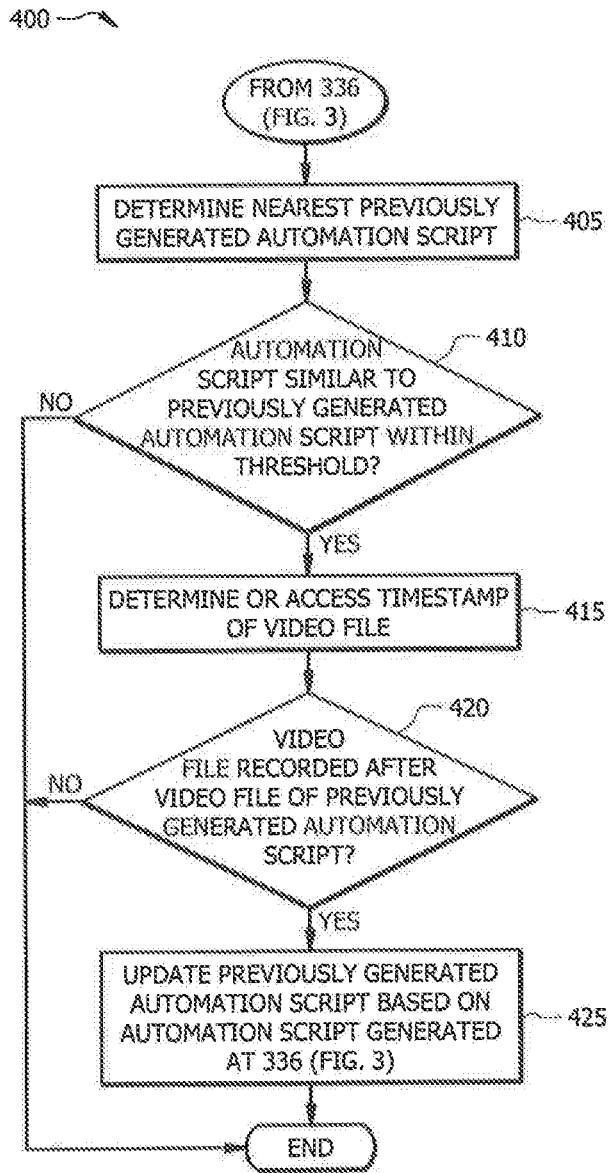 400
FROM 336
(FIG. 3)
DETERMINE NEAREST PREVIOUSLY
GENERATED AUTOMATION SCRIPT
405
410
AUTOMATION
SCRIPT SIMILAR TO
PREVIOUSLY GENERATED
AUTOMATION SCRIPT WITHIN
THRESHOLD?
NO
YES
DETERMINE OR ACCESS TIMESTAMP
OF VIDEO FILE
415
420
VIDEO
FILE RECORDED AFTER
VIDEO FILE OF PREVIOUSLY
GENERATED AUTOMATION
SCRIPT?
NO
YES
UPDATE PREVIOUSLY GENERATED
AUTOMATION SCRIPT BASED ON
AUTOMATION SCRIPT GENERATED
AT 336 (FIG. 3)
425
END